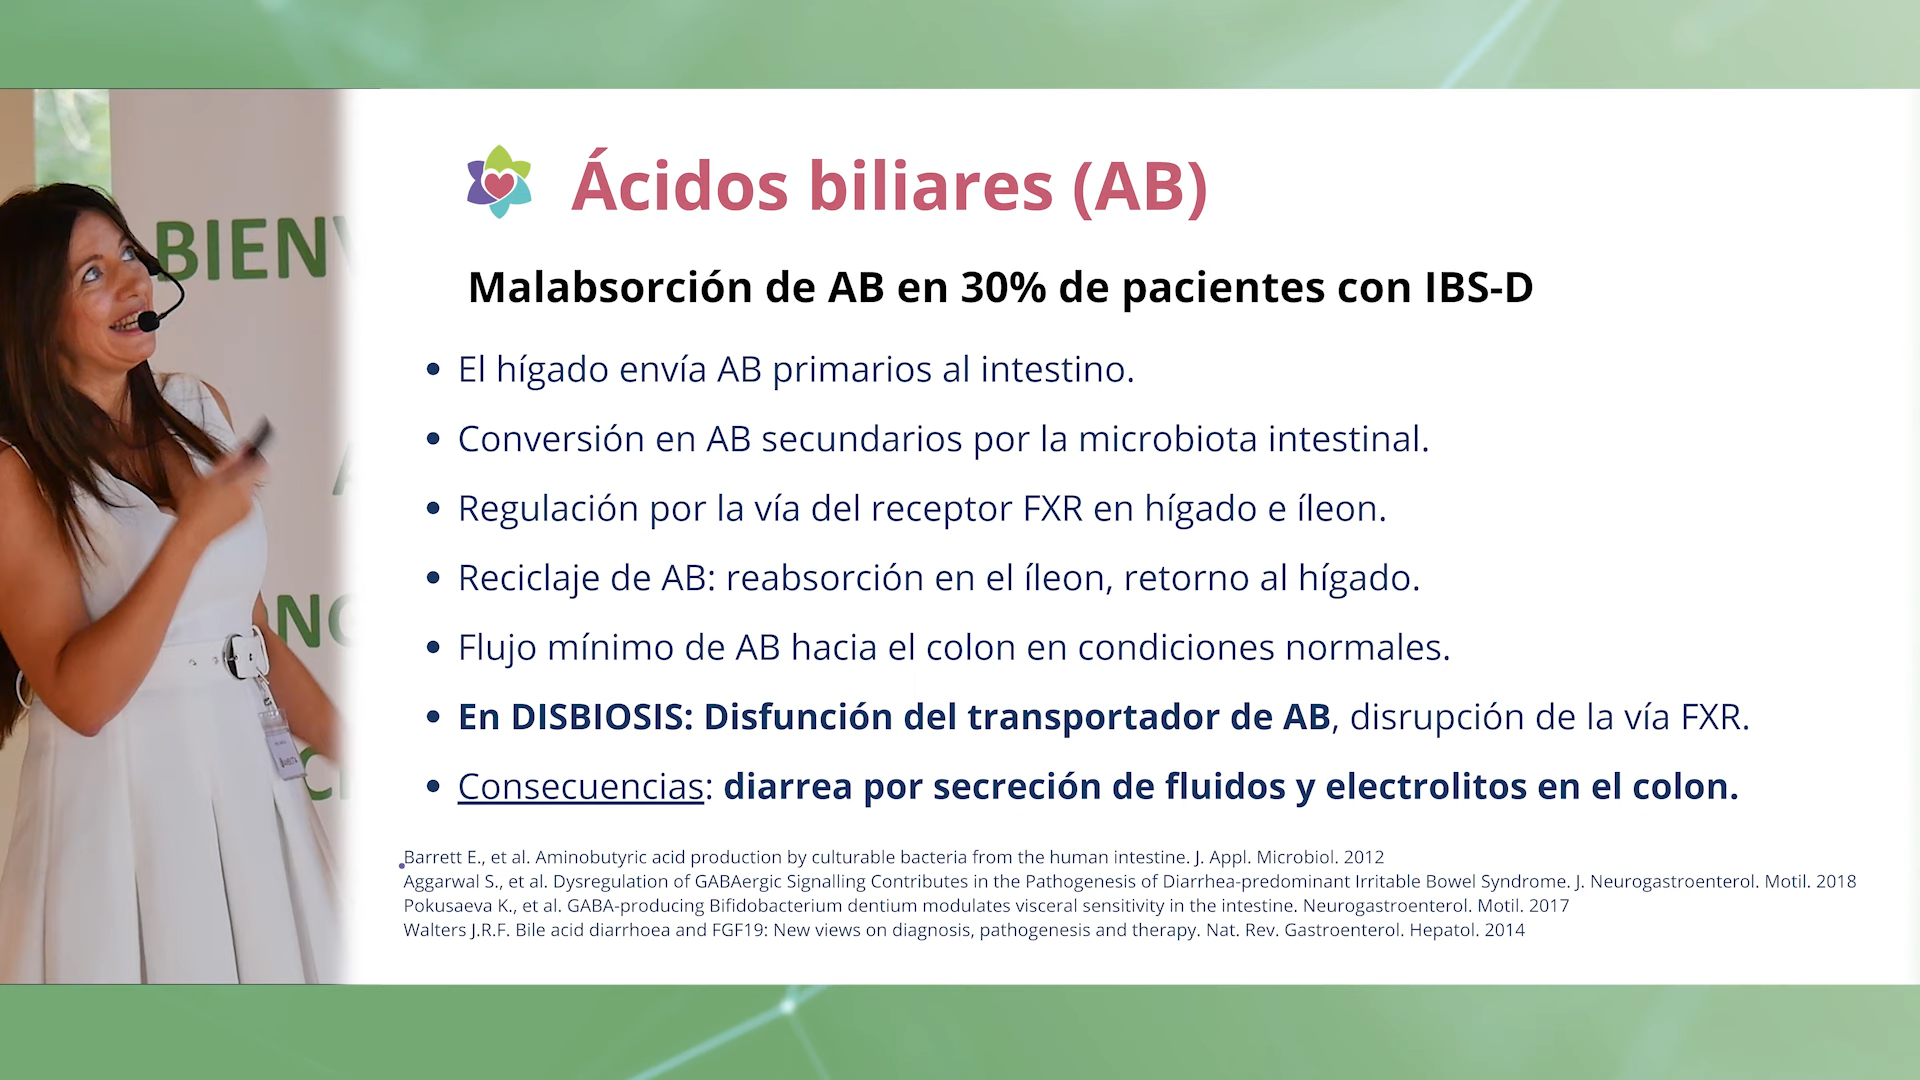 Ácidos biliares (AB)
Malabsorción de AB en 30% de pacientes con IBS-D
• El hígado envía AB primarios al intestino.
• Conversión en AB secundarios por la microbiota intestinal.
• Regulación por la vía del receptor FXR en hígado e íleon.
• Reciclaje de AB: reabsorción en el íleon, retorno al hígado.
• Flujo mínimo de AB hacia el colon en condiciones normales.
• En DISBIOSIS: Disfunción del transportador de AB, disrupción de la vía FXR.
• Consecuencias: diarrea por secreción de fluidos y electrolitos en el colon.
Barrett E., et al. Aminobutyric acid production by culturable bacteria from the human intestine. J. Appl. Microbiol. 2012
Aggarwal S., et al. Dysregulation of GABAergic Signalling Contributes in the Pathogenesis of Diarrhea-predominant Irritable Bowel Syndrome. J. Neurogastroenterol. Motil. 2018
Pokusaeva K., et al. GABA-producing Bifidobacterium dentium modulates visceral sensitivity in the intestine. Neurogastroenterol. Motil. 2017
Walters J.R.F. Bile acid diarrhoea and FGF19: New views on diagnosis, pathogenesis and therapy. Nat. Rev. Gastroenterol. Hepatol. 2014
BIENV